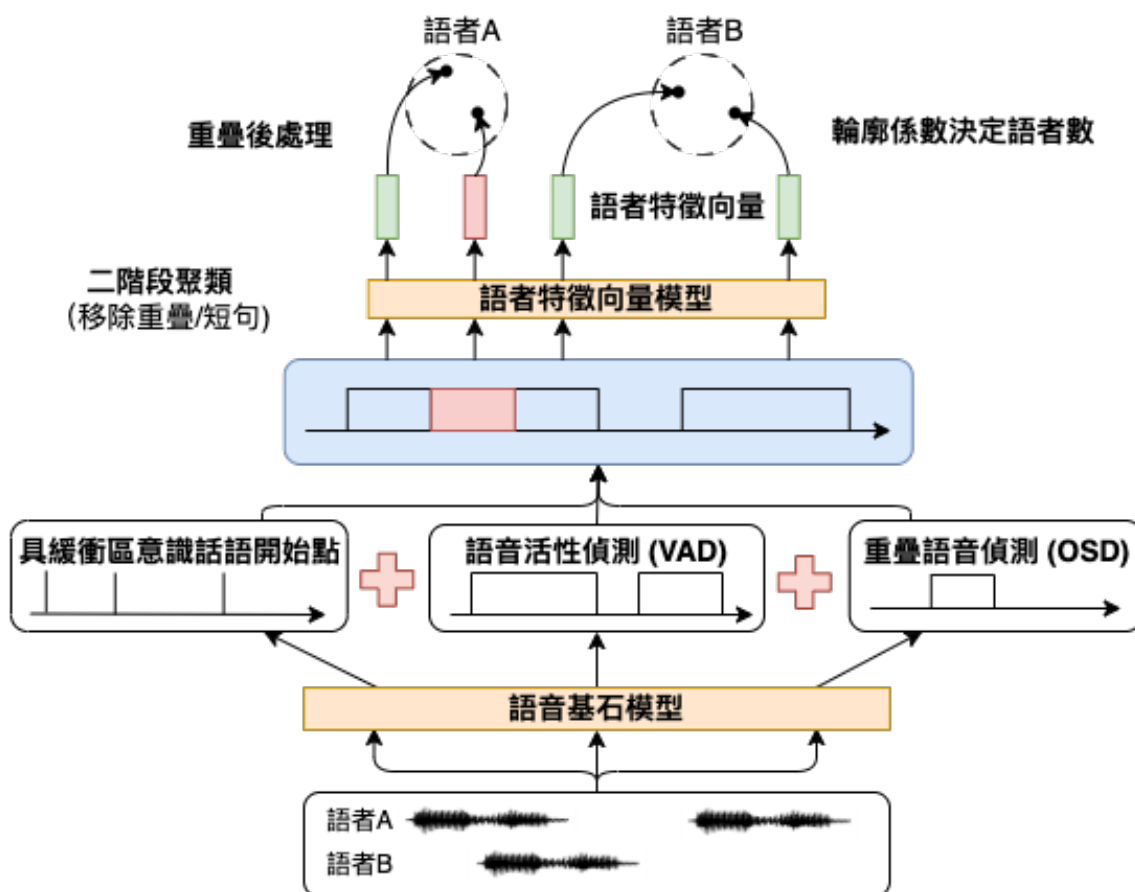 語者A
語者B
重疊後處理
輪廓係數決定語者數
語者特徵向量
二階段聚類
(移除重疊/短句)
語者特徵向量模型
具緩衝區意識話語開始點
語音活性偵測 (VAD)
重疊語音偵測 (OSD)
語音基石模型
語者A
語者B